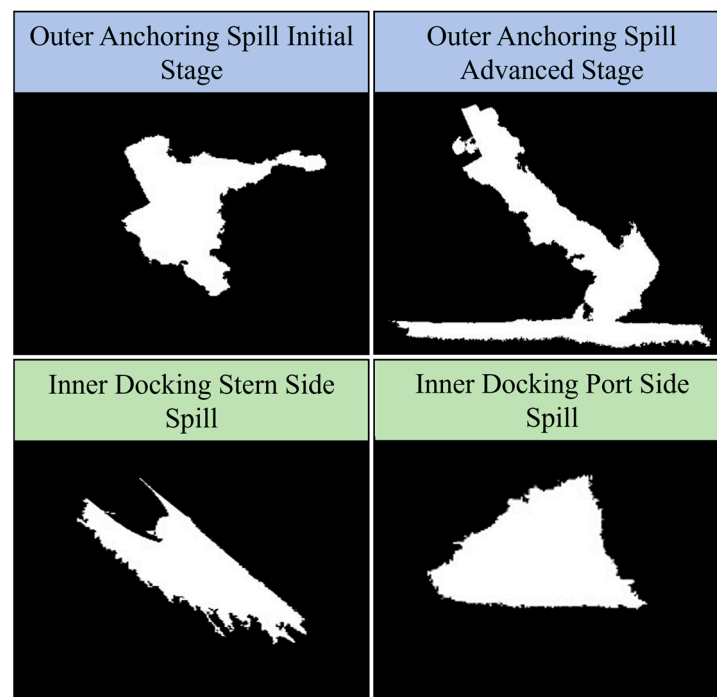 Outer Anchoring Spill Initial
Stage
Outer Anchoring Spill
Advanced Stage
Inner Docking Stern Side
Spill
Inner Docking Port Side
Spill